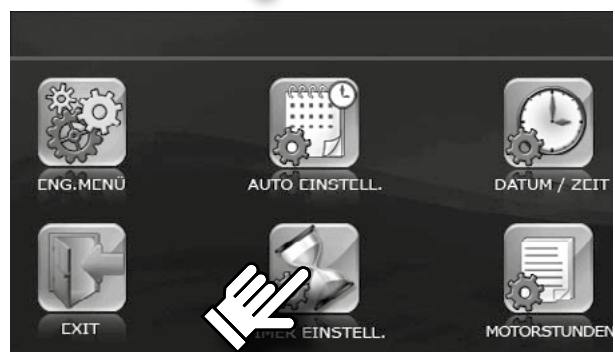 ENG.MENÜ
AUTO EINSTELL.
DATUM / ZEIT
EXIT
EINSTELL.
MOTORSTUNDEN